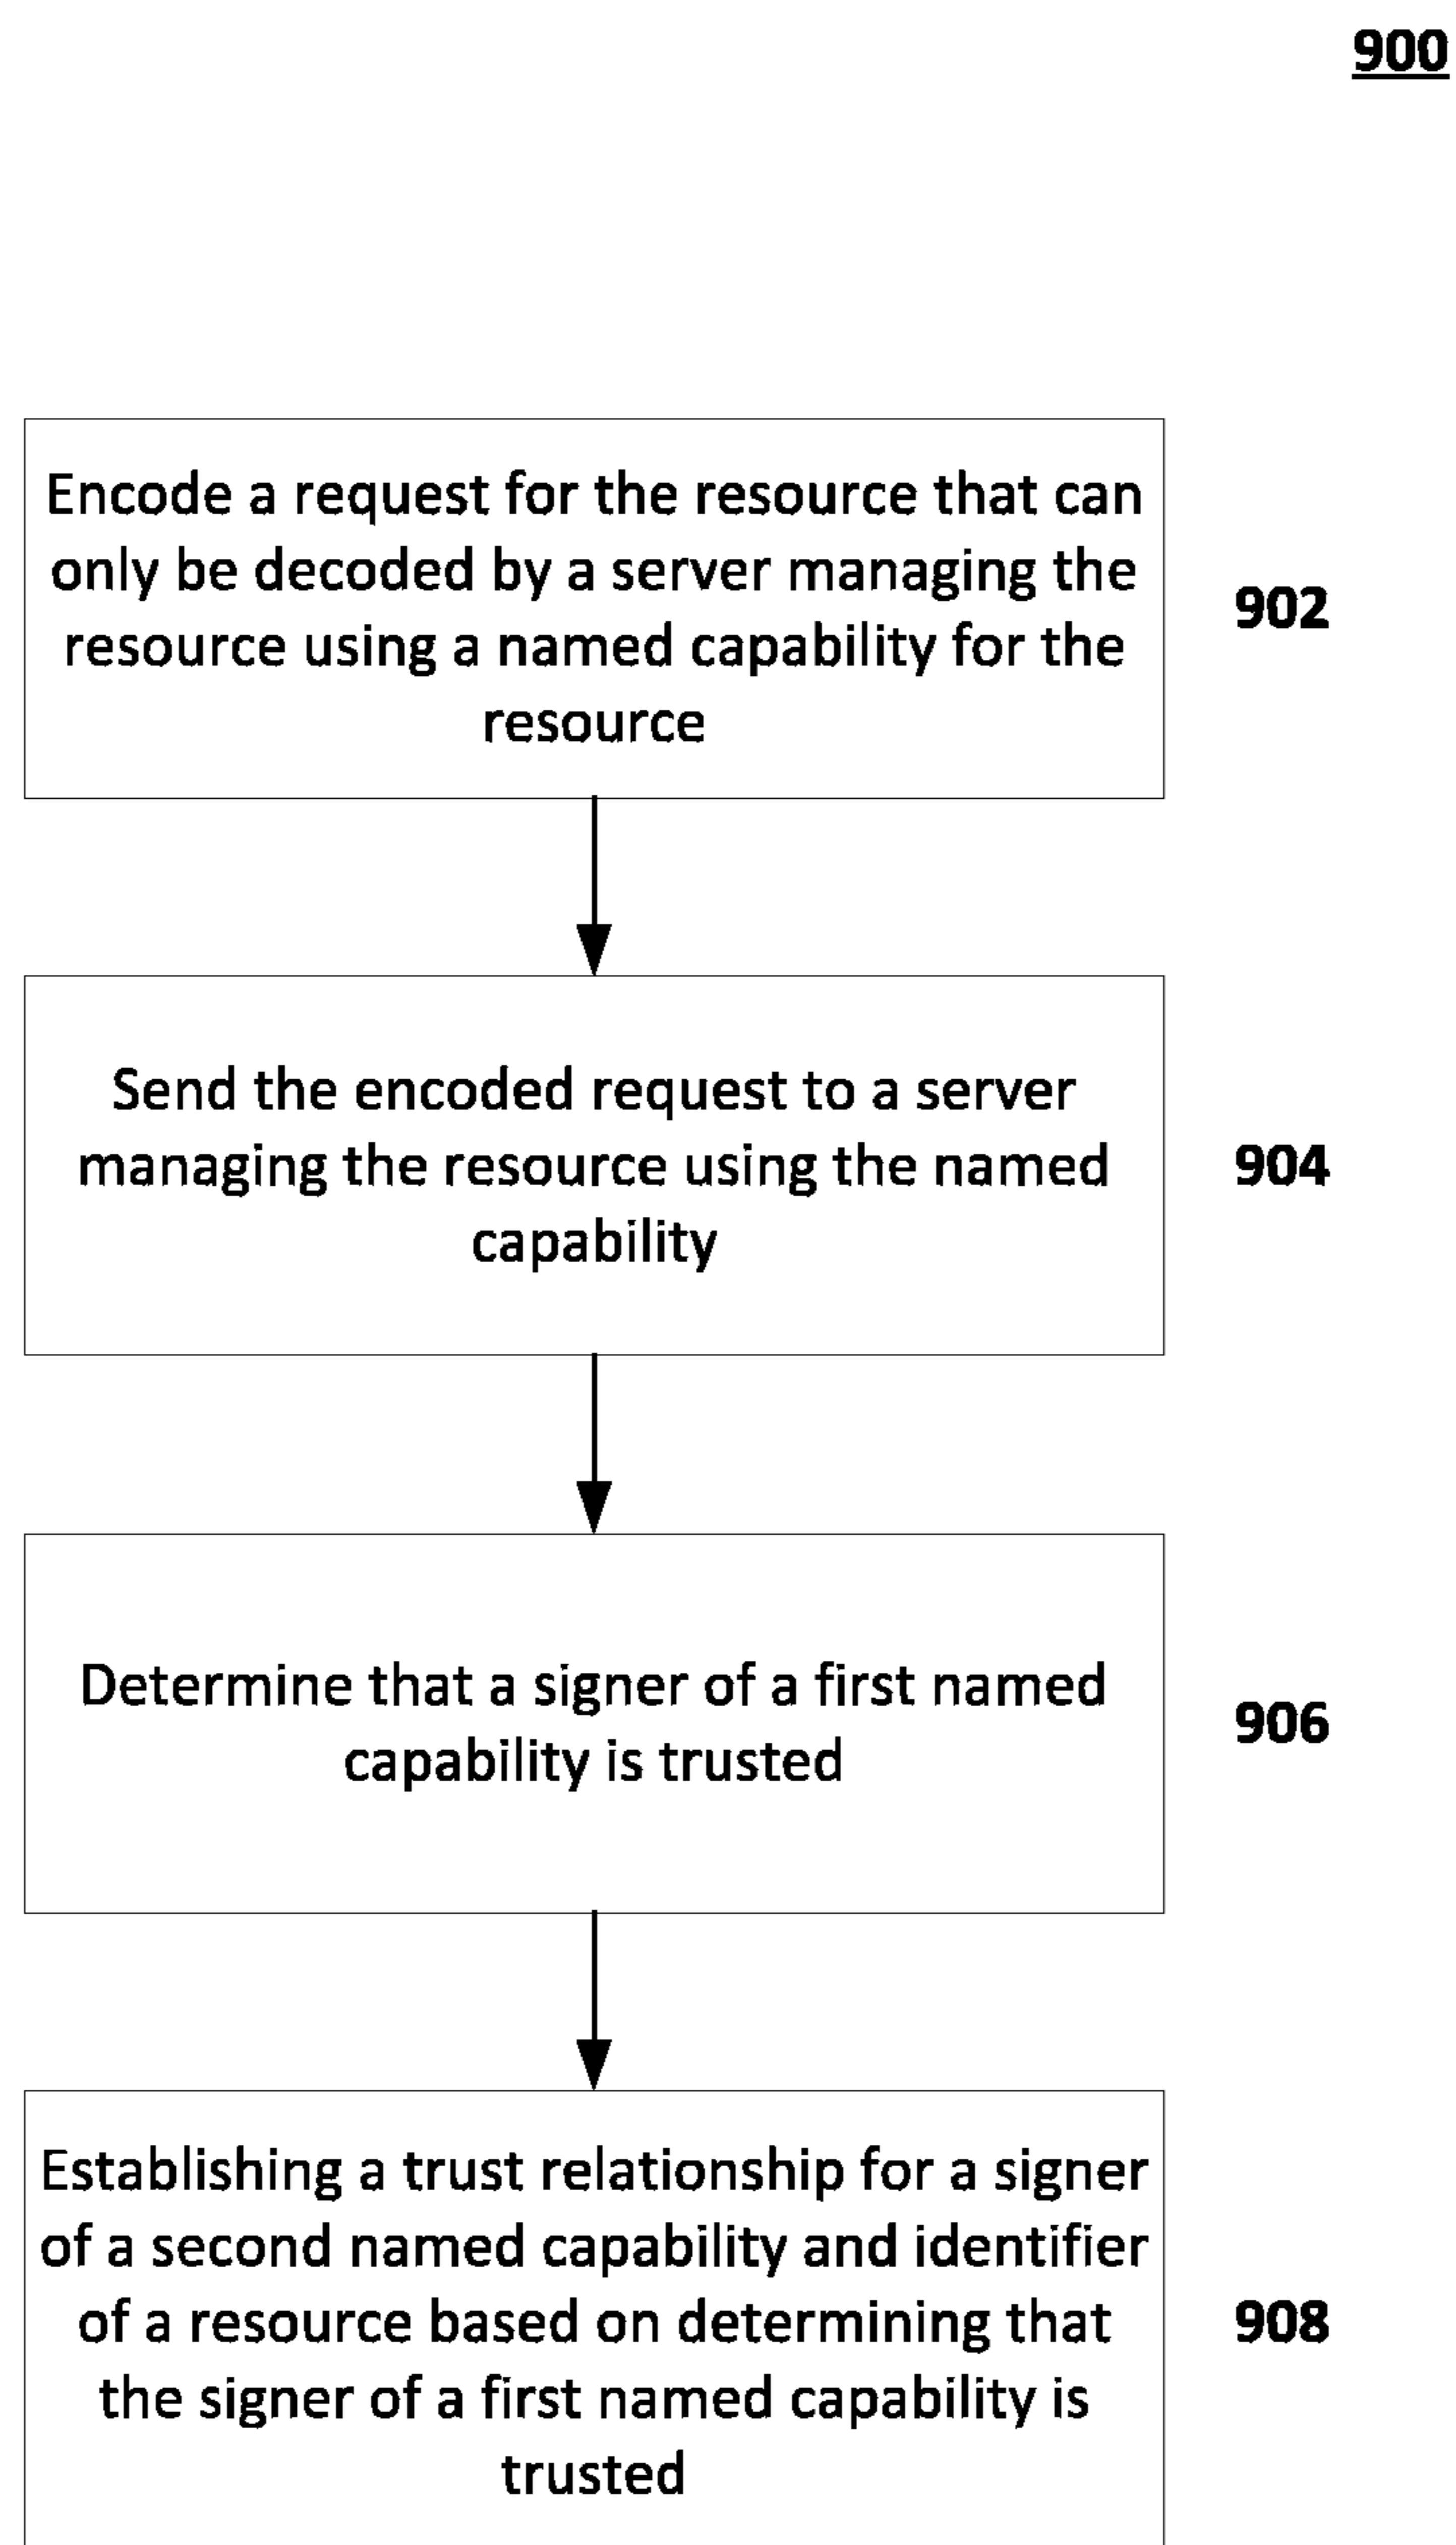 900
Encode a request for the resource that can
only be decoded by a server managing the
resource using a named capability for the
resource
902
Send the encoded request to a server
managing the resource using the named
capability
904
Determine that a signer of a first named
capability is trusted
906
Establishing a trust relationship for a signer
of a second named capability and identifier
of a resource based on determining that
the signer of a first named capability is
trusted
908